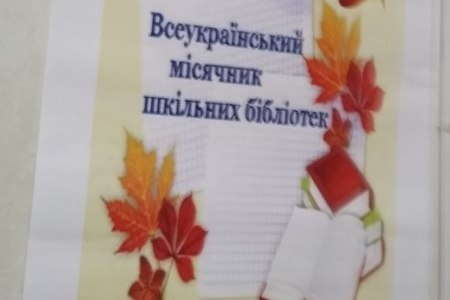 Всеукраїнський
місячник
шкільних бібліотек